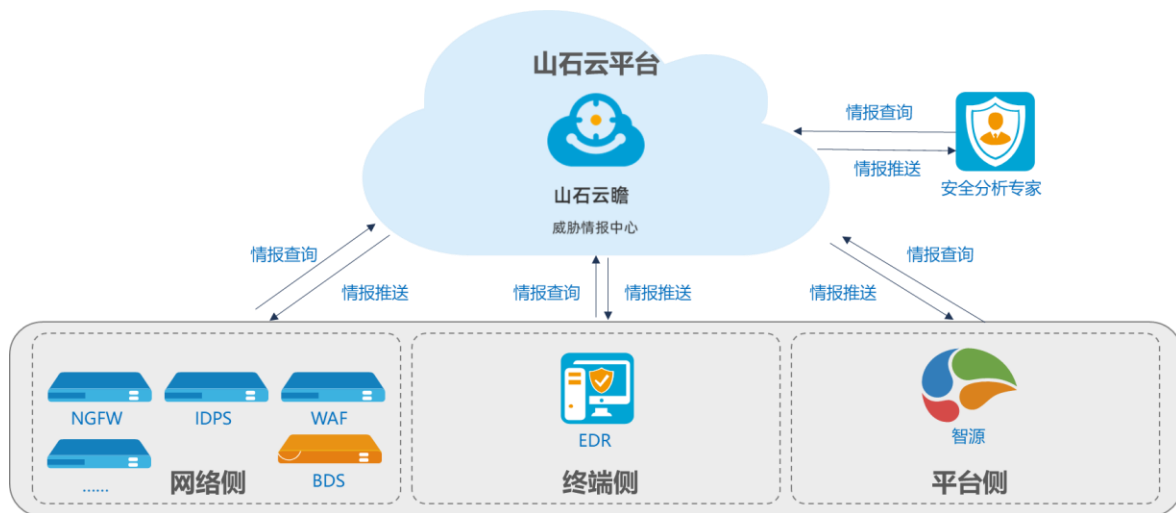 山石云平台
山石云瞻
威胁情报中心
情报查询
情报推送
安全分析专家
情报查询
情报推送
情报查询
情报推送
情报查询
情报推送
NGFW
IDPS
WAF
......
BDS
网络侧
EDR
终端侧
智源
平台侧